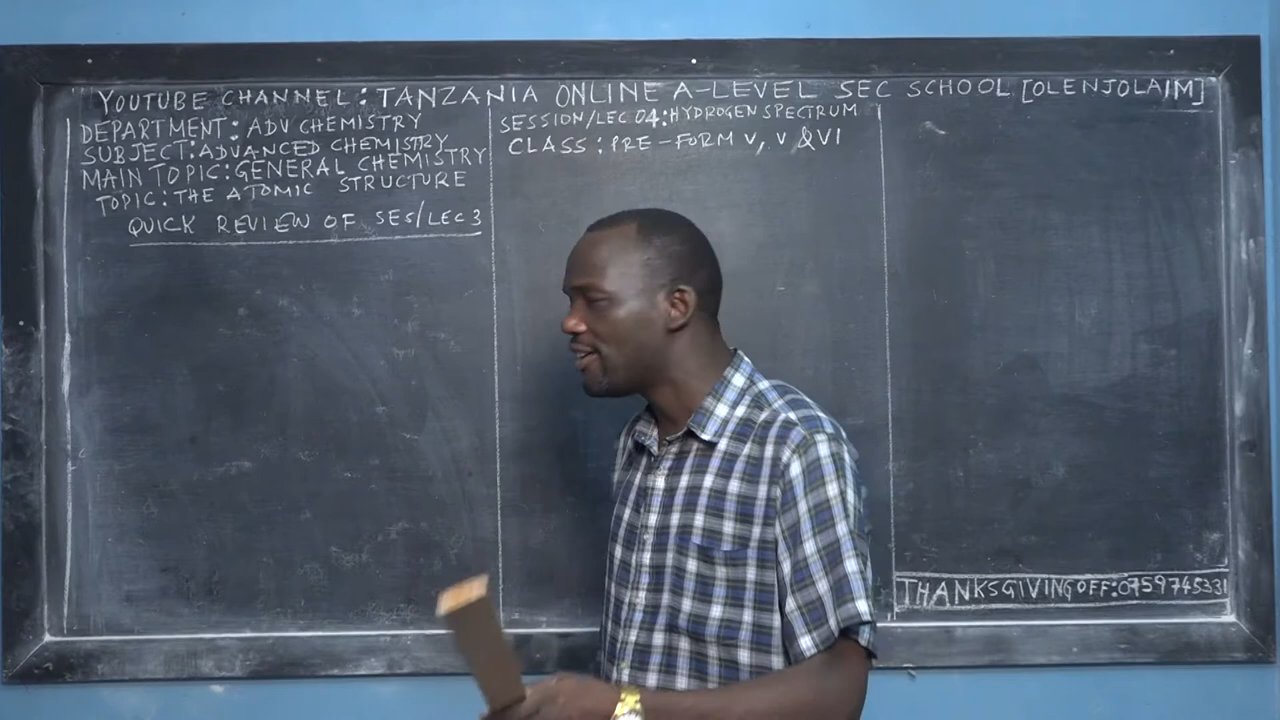 YOUTUBE CHANNEL: TANZANIA ONLINE A-LEVEL SEC SCHOOL [OLENJOLAIM]
DEPARTMENT: ADV CHEMISTRY
SUBJECT: ADVANCED CHEMISTRY
MAIN TOPIC: GENERAL CHEMISTRY
TOPIC: THE ATOMIC STRUCTURE
QUICK REVIEW OF SES/LEC 3
SESSION/LEC 04: HYDROGEN SPECTRUM
CLASS: PRE-FORM V, V & VI
THANKSGIVING OFF: 0759745331